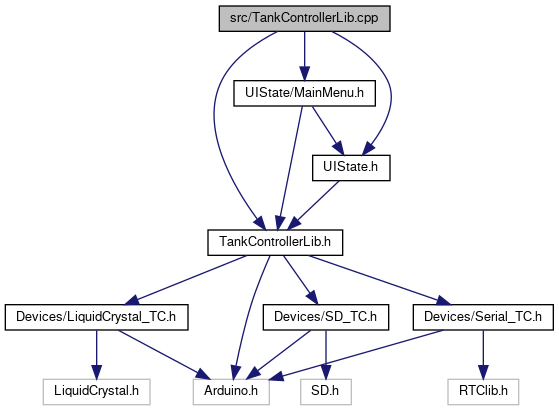 src/TankControllerLib.cpp
UIState/MainMenu.h
UIState.h
TankControllerLib.h
Devices/LiquidCrystal_TC.h
Devices/SD_TC.h
Devices/Serial_TC.h
LiquidCrystal.h
Arduino.h
SD.h
RTClib.h